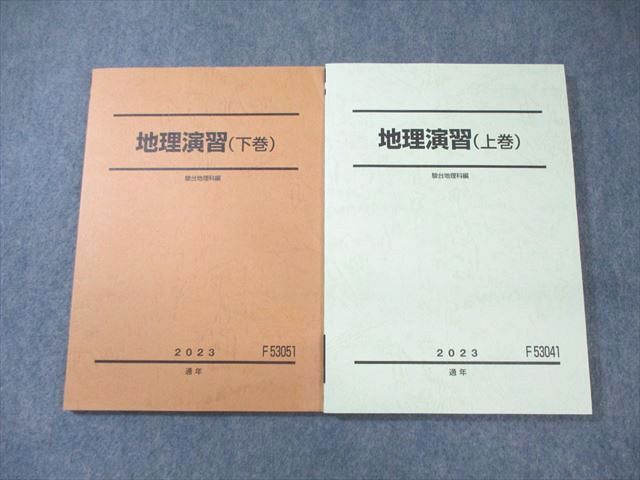 地理演習(下巻)
駿台地理科編
2023 F53051
通年
地理演習(上巻)
駿台地理科編
2023 F53041
通年